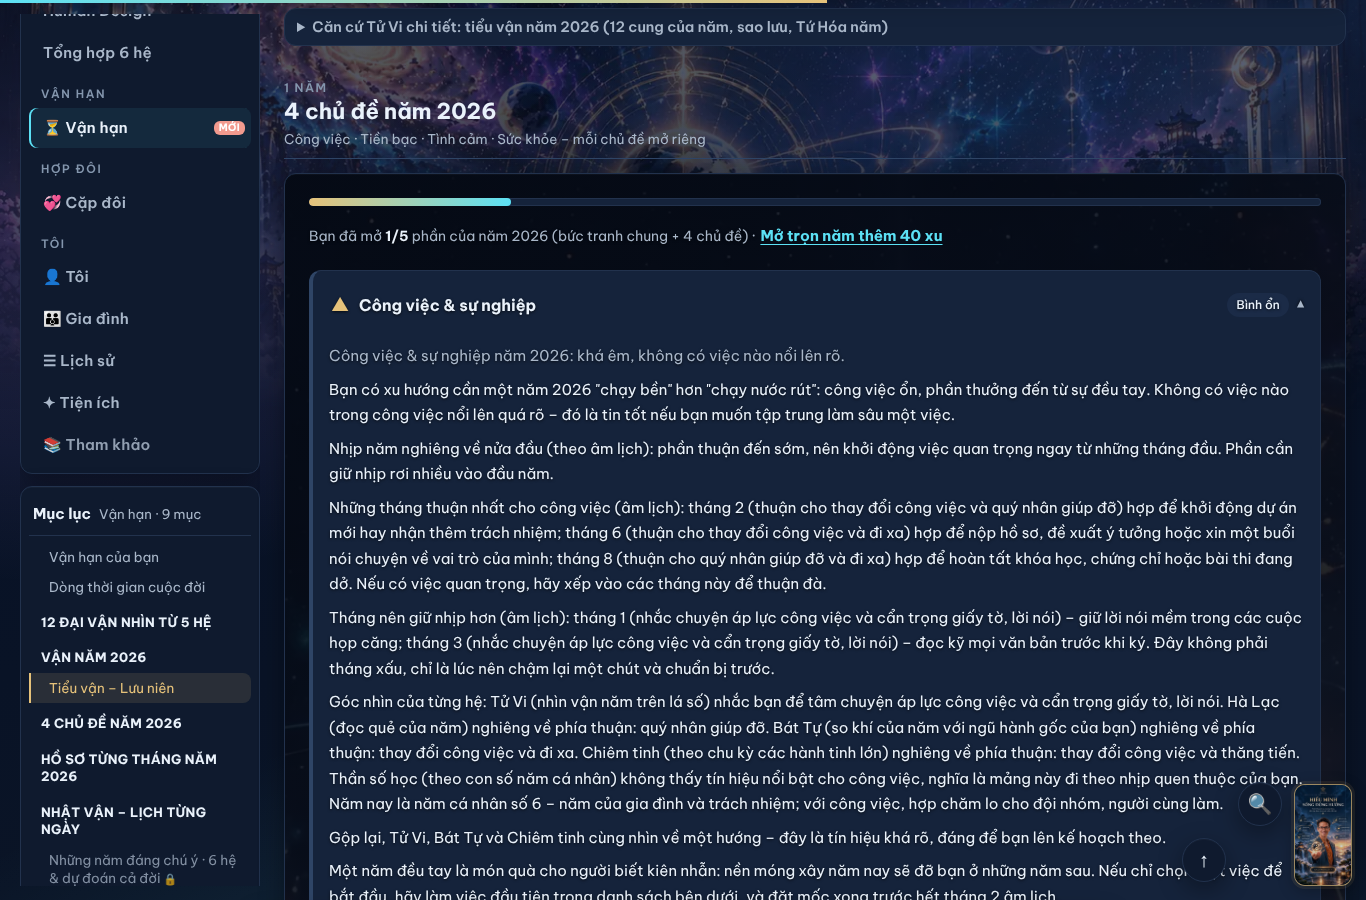 Human Design
Tổng hợp 6 hệ
VẬN HẠN
⏳ Vận hạn MỚI
HỢP ĐÔI
💞 Cặp đôi
TÔI
👤 Tôi
👪 Gia đình
☰ Lịch sử
✦ Tiện ích
📚 Tham khảo
Mục lục Vận hạn · 9 mục
Vận hạn của bạn
Dòng thời gian cuộc đời
12 ĐẠI VẬN NHÌN TỪ 5 HỆ
VẬN NĂM 2026
Tiểu vận – Lưu niên
4 CHỦ ĐỀ NĂM 2026
HỒ SƠ TỪNG THÁNG NĂM
2026
NHẬT VẬN – LỊCH TỪNG
NGÀY
Những năm đáng chú ý · 6 hệ
& dự đoán cả đời 🔒
▶ Căn cứ Tử Vi chi tiết: tiểu vận năm 2026 (12 cung của năm, sao lưu, Tứ Hóa năm)
1 NĂM
4 chủ đề năm 2026
Công việc · Tiền bạc · Tình cảm · Sức khỏe – mỗi chủ đề mở riêng
Bạn đã mở 1/5 phần của năm 2026 (bức tranh chung + 4 chủ đề) · Mở trọn năm thêm 40 xu
Công việc & sự nghiệp Bình ổn ▲
Công việc & sự nghiệp năm 2026: khá êm, không có việc nào nổi lên rõ.
Bạn có xu hướng cần một năm 2026 "chạy bền" hơn "chạy nước rút": công việc ổn, phần thưởng đến từ sự đều tay. Không có việc nào
trong công việc nổi lên quá rõ – đó là tin tốt nếu bạn muốn tập trung làm sâu một việc.
Nhịp năm nghiêng về nửa đầu (theo âm lịch): phần thuận đến sớm, nên khởi động việc quan trọng ngay từ những tháng đầu. Phần cần
giữ nhịp rơi nhiều vào đầu năm.
Những tháng thuận nhất cho công việc (âm lịch): tháng 2 (thuận cho thay đổi công việc và quý nhân giúp đỡ) hợp để khởi động dự án
mới hay nhận thêm trách nhiệm; tháng 6 (thuận cho thay đổi công việc và đi xa) hợp để nộp hồ sơ, đề xuất ý tưởng hoặc xin một buổi
nói chuyện về vai trò của mình; tháng 8 (thuận cho quý nhân giúp đỡ và đi xa) hợp để hoàn tất khóa học, chứng chỉ hoặc bài thi đang
dở. Nếu có việc quan trọng, hãy xếp vào các tháng này để thuận đà.
Tháng nên giữ nhịp hơn (âm lịch): tháng 1 (nhắc chuyện áp lực công việc và cẩn trọng giấy tờ, lời nói) – giữ lời nói mềm trong các cuộc
họp căng; tháng 3 (nhắc chuyện áp lực công việc và cẩn trọng giấy tờ, lời nói) – đọc kỹ mọi văn bản trước khi ký. Đây không phải
tháng xấu, chỉ là lúc nên chậm lại một chút và chuẩn bị trước.
Góc nhìn của từng hệ: Tử Vi (nhìn vận năm trên lá số) nhắc bạn để tâm chuyện áp lực công việc và cẩn trọng giấy tờ, lời nói. Hà Lạc
(đọc quẻ của năm) nghiêng về phía thuận: quý nhân giúp đỡ. Bát Tự (so khí của năm với ngũ hành gốc của bạn) nghiêng về phía
thuận: thay đổi công việc và đi xa. Chiêm tinh (theo chu kỳ các hành tinh lớn) nghiêng về phía thuận: thay đổi công việc và thăng tiến.
Thần số học (theo con số năm cá nhân) không thấy tín hiệu nổi bật cho công việc, nghĩa là mảng này đi theo nhịp quen thuộc của bạn.
Năm nay là năm cá nhân số 6 – năm của gia đình và trách nhiệm; với công việc, hợp chăm lo cho đội nhóm, người cùng làm.
Gộp lại, Tử Vi, Bát Tự và Chiêm tinh cùng nhìn về một hướng – đây là tín hiệu khá rõ, đáng để bạn lên kế hoạch theo.
Một năm đều tay là món quà cho người biết kiên nhẫn: nền móng xây năm nay sẽ đỡ bạn ở những năm sau. Nếu chỉ việc để
bắt đầu, hãy làm việc đầu tiên trong danh sách bên dưới, và đặt mốc xong trước hết tháng 2 âm lịch.
↑